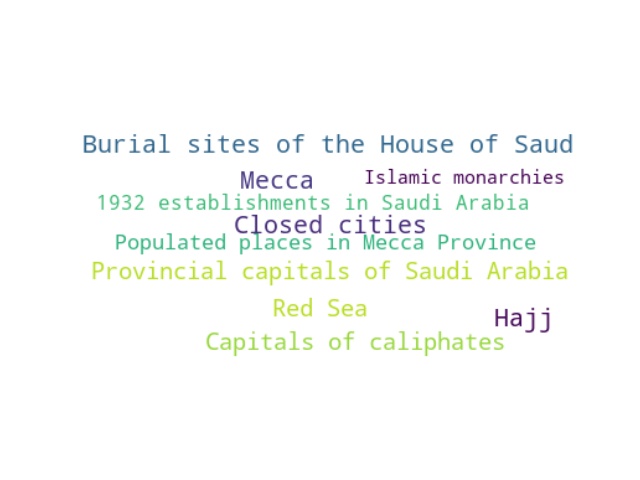 Burial sites of the House of Saud
Mecca
Islamic monarchies
1932 establishments in Saudi Arabia
Closed cities
Populated places in Mecca Province
Provincial capitals of Saudi Arabia
Red Sea
Hajj
Capitals of caliphates